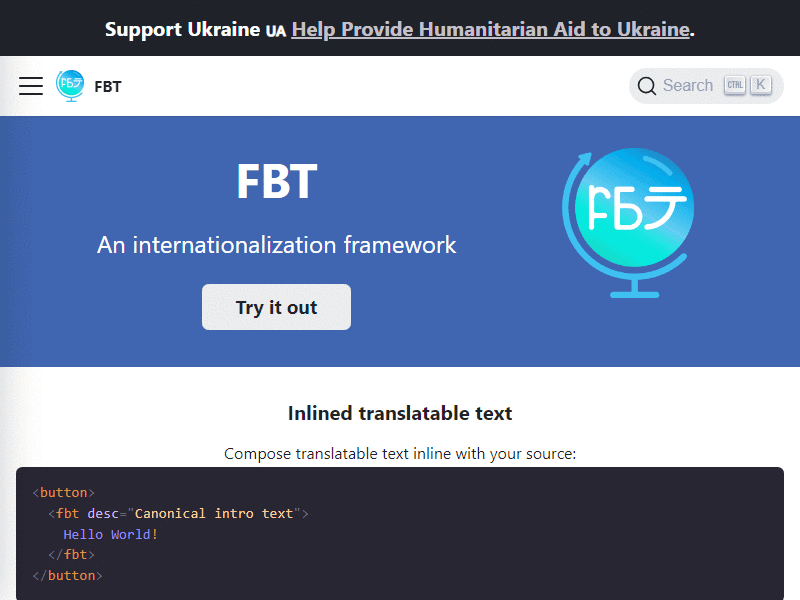 Support Ukraine UA Help Provide Humanitarian Aid to Ukraine.
FBT
Search CTRL K
FBT
An internationalization framework
Try it out
Inlined translatable text
Compose translatable text inline with your source:
<button>
<fbt desc="Canonical intro text">
Hello World!
</fbt>
</button>